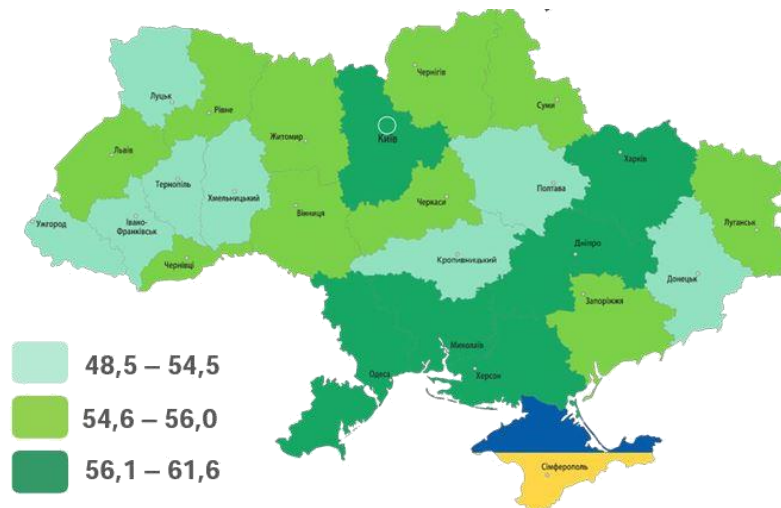 Чернігів
Луцьк
Рівне
Суми
Житомир
Київ
Львів
Харків
Тернопіль
Хмельницький
Полтава
Черкаси
Вінниця
Ужгород
Івано-
Франківськ
Луганськ
Дніпро
Кропивницький
Чернівці
Донецьк
Запоріжжя
Миколаїв
Одеса
Херсон
Сімферополь
48,5 – 54,5
54,6 – 56,0
56,1 – 61,6